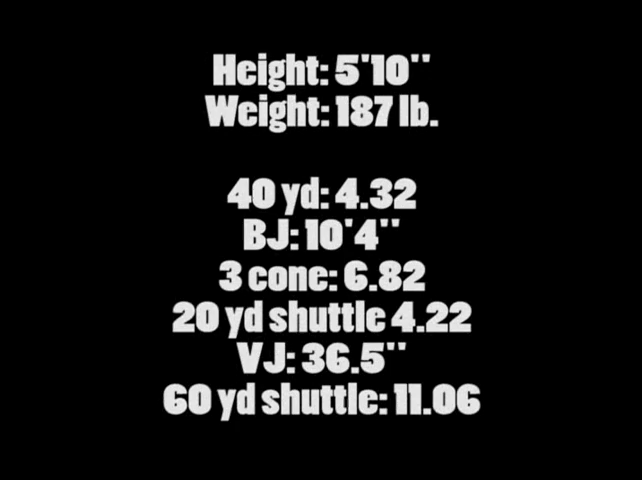 Height: 5'10"
Weight: 187 lb.
40 yd: 4.32
BJ: 10'4"
3 cone: 6.82
20 yd shuttle 4.22
VJ: 36.5"
60 yd shuttle: 11.06